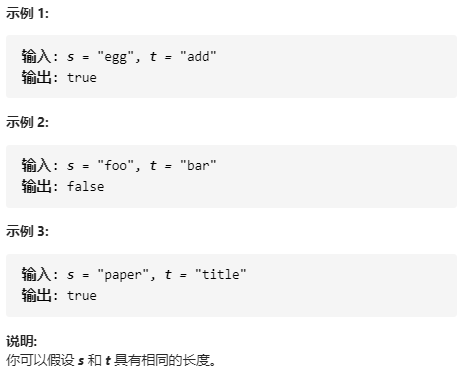 示例 1:
输入: s = "egg", t = "add"
输出: true
示例 2:
输入: s = "foo", t = "bar"
输出: false
示例 3:
输入: s = "paper", t = "title"
输出: true
说明:
你可以假设 s 和 t 具有相同的长度。